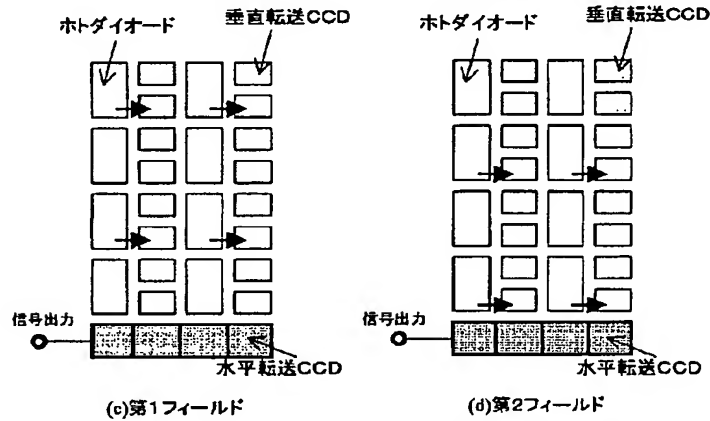 ホトダイオード
垂直転送CCD
信号出力
水平転送CCD
(c)第1フィールド
ホトダイオード
垂直転送CCD
信号出力
水平転送CCD
(d)第2フィールド